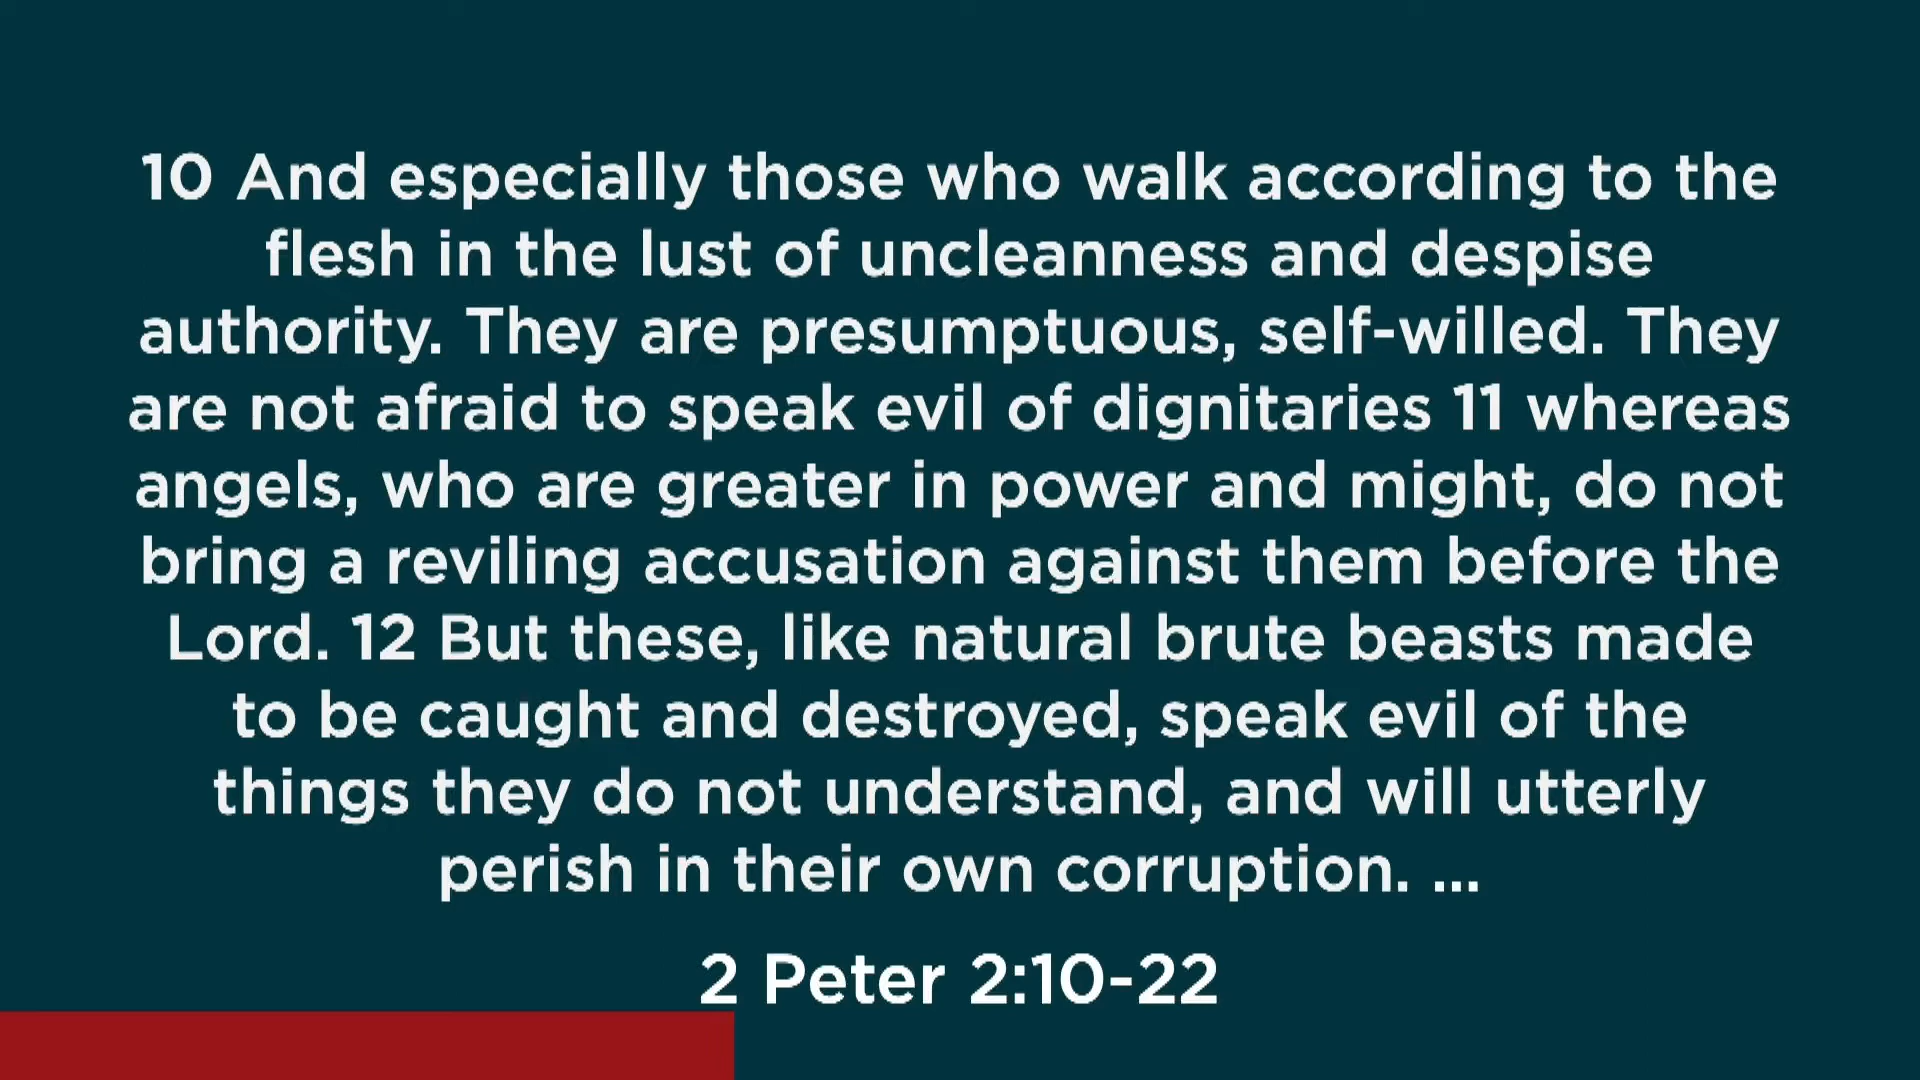 10 And especially those who walk according to the
flesh in the lust of uncleanness and despise
authority. They are presumptuous, self-willed. They
are not afraid to speak evil of dignitaries 11 whereas
angels, who are greater in power and might, do not
bring a reviling accusation against them before the
Lord. 12 But these, like natural brute beasts made
to be caught and destroyed, speak evil of the
things they do not understand, and will utterly
perish in their own corruption. ...
2 Peter 2:10-22